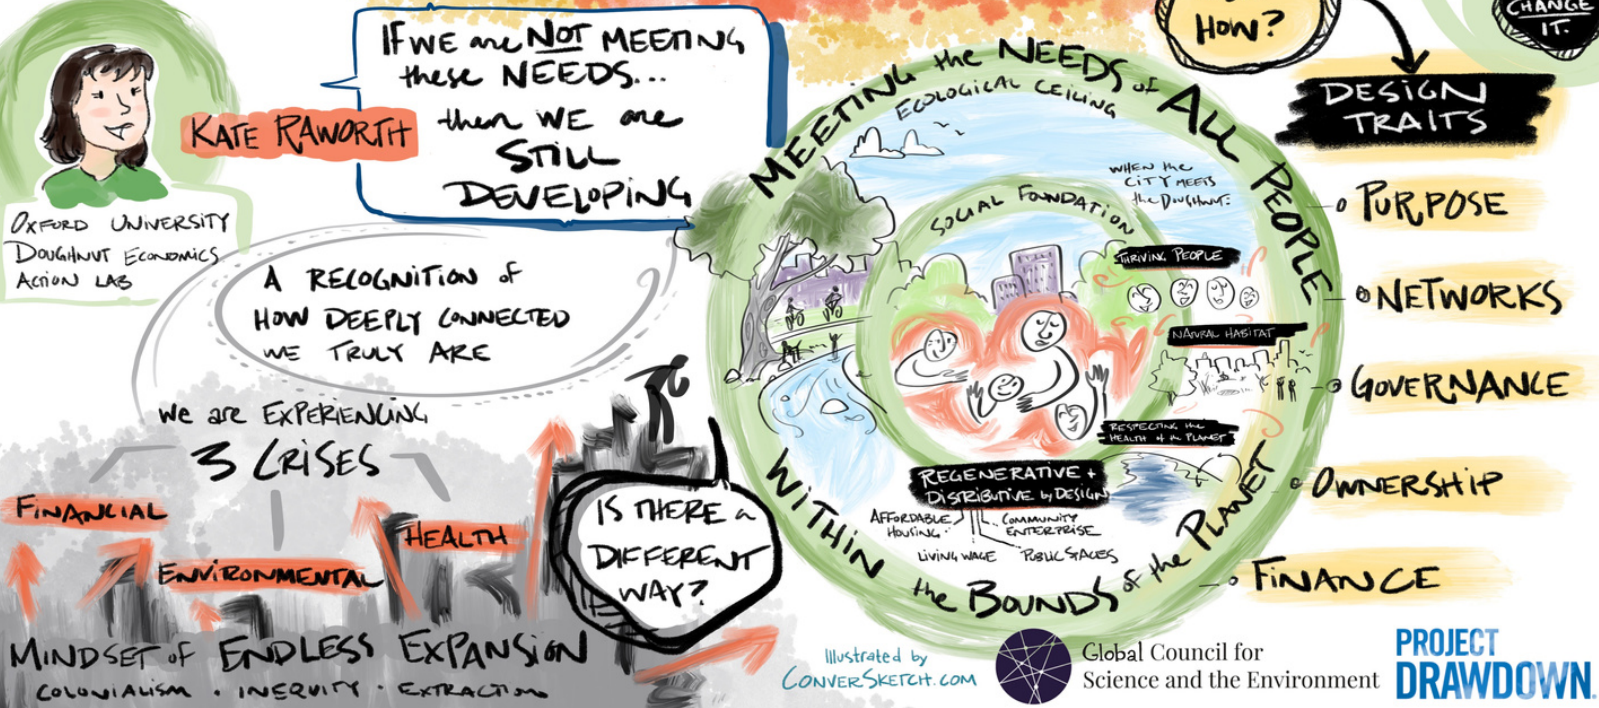 IF WE are NOT MEETING
these NEEDS...
then WE are
STILL
DEVELOPING
KATE RAWORTH
OXFORD UNIVERSITY
DOUGHNUT ECONOMICS
ACTION LAB
A RECOGNITION of
HOW DEEPLY CONNECTED
WE TRULY ARE
We are EXPERIENCING
3 CRISES
FINANCIAL
ENVIRONMENTAL
HEALTH
MINDSET of ENDLESS EXPANSION
COLONIALISM · INEQUITY · EXTRACTION
IS THERE a
DIFFERENT
WAY?
MEETING the NEEDS of ALL PEOPLE
WITHIN the BOUNDS of the PLANET
ECOLOGICAL CEILING
SOCIAL FOUNDATION
WHEN the
CITY MEETS
the DOUGHNUT:
THRIVING PEOPLE
NATURAL HABITAT
RESPECTING the
HEALTH of the PLANET
REGENERATIVE +
DISTRIBUTIVE by DESIGN
AFFORDABLE
HOUSING
LIVING WAGE
COMMUNITY
ENTERPRISE
PUBLIC SPACES
HOW?
CHANGE
IT.
DESIGN
TRAITS
PURPOSE
NETWORKS
GOVERNANCE
OWNERSHIP
FINANCE
Illustrated by
CONVERSKETCH.COM
Global Council for
Science and the Environment
PROJECT
DRAWDOWN.